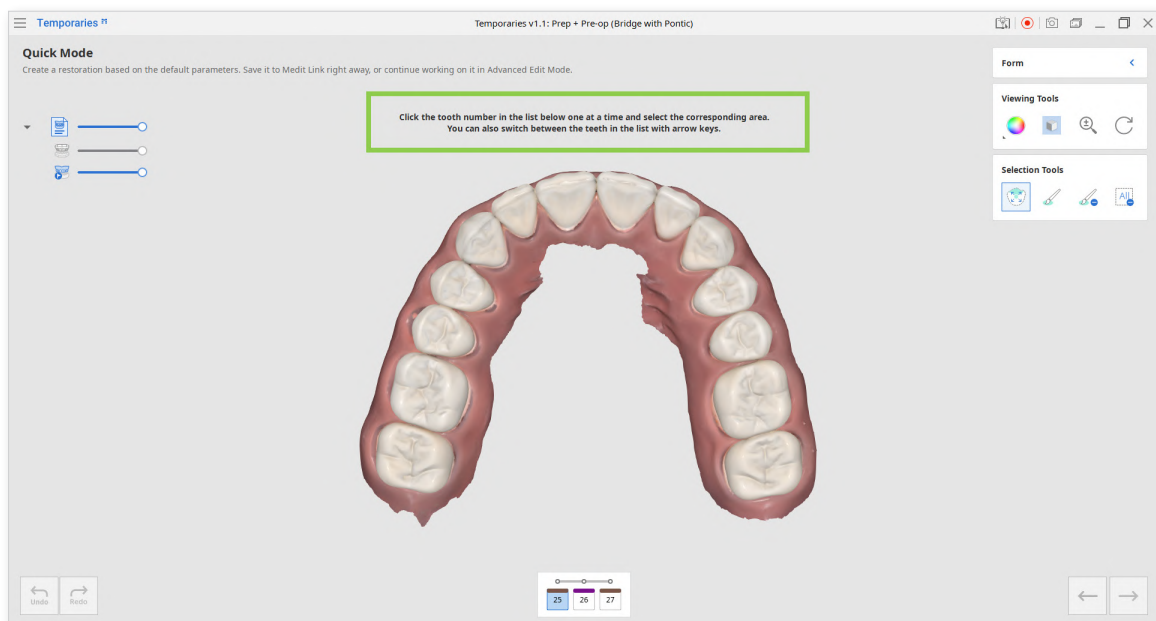 Temporaries
Temporaries v1.1: Prep + Pre-op (Bridge with Pontic)
Quick Mode
Create a restoration based on the default parameters. Save it to Medit Link right away, or continue working on it in Advanced Edit Mode.
Click the tooth number in the list below one at a time and select the corresponding area.
You can also switch between the teeth in the list with arrow keys.
Form
Viewing Tools
Selection Tools
All
Undo
Redo
25
26
27